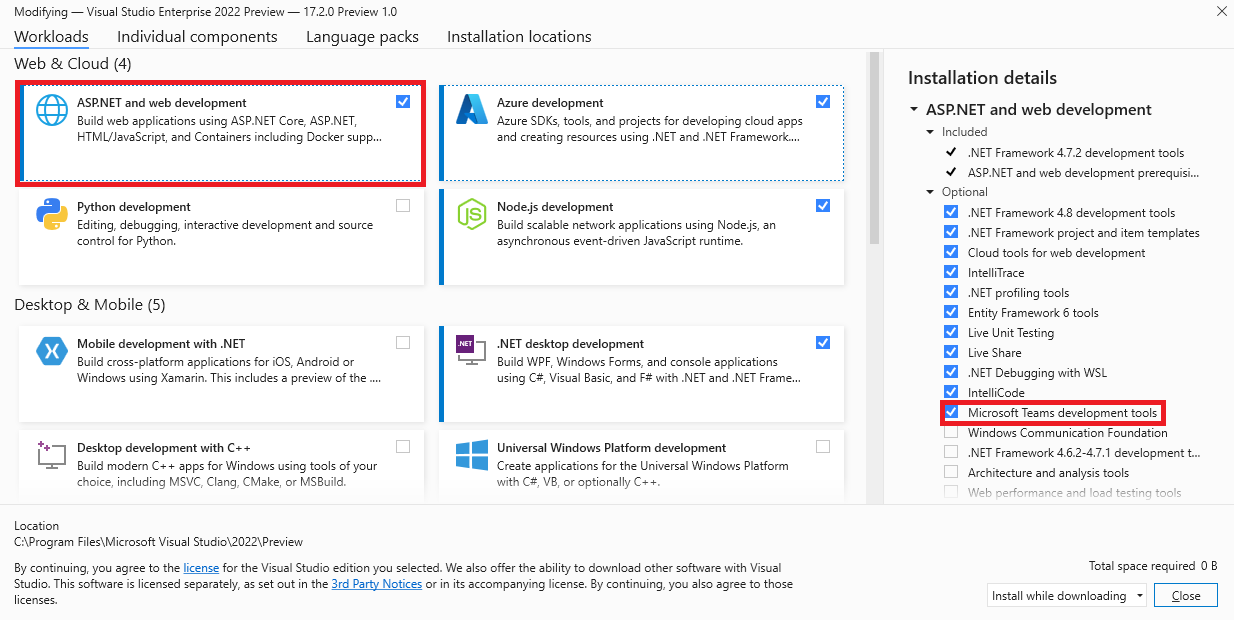 Modifying — Visual Studio Enterprise 2022 Preview — 17.2.0 Preview 1.0
Workloads Individual components Language packs Installation locations
Web & Cloud (4)
ASP.NET and web development
Build web applications using ASP.NET Core, ASP.NET,
HTML/JavaScript, and Containers including Docker supp...
Azure development
Azure SDKs, tools, and projects for developing cloud apps
and creating resources using .NET and .NET Framework....
Python development
Editing, debugging, interactive development and source
control for Python.
JS
Node.js development
Build scalable network applications using Node.js, an
asynchronous event-driven JavaScript runtime.
Desktop & Mobile (5)
Mobile development with .NET
Build cross-platform applications for iOS, Android or
Windows using Xamarin. This includes a preview of the ....
.NET
.NET desktop development
Build WPF, Windows Forms, and console applications
using C#, Visual Basic, and F# with .NET and .NET Frame...
Desktop development with C++
Build modern C++ apps for Windows using tools of your
choice, including MSVC, Clang, CMake, or MSBuild.
Universal Windows Platform development
Create applications for the Universal Windows Platform
with C#, VB, or optionally C++.
Installation details
ASP.NET and web development
Included
.NET Framework 4.7.2 development tools
ASP.NET and web development prerequisi...
Optional
.NET Framework 4.8 development tools
.NET Framework project and item templates
Cloud tools for web development
IntelliTrace
.NET profiling tools
Entity Framework 6 tools
Live Unit Testing
Live Share
.NET Debugging with WSL
IntelliCode
Microsoft Teams development tools
Windows Communication Foundation
.NET Framework 4.6.2-4.7.1 development t...
Architecture and analysis tools
Web performance and load testing tools
Location
C:\Program Files\Microsoft Visual Studio\2022\Preview
By continuing, you agree to the license for the Visual Studio edition you selected. We also offer the ability to download other software with Visual
Studio. This software is licensed separately, as set out in the 3rd Party Notices or in its accompanying license. By continuing, you also agree to those
licenses.
Total space required 0 B
Install while downloading
Close